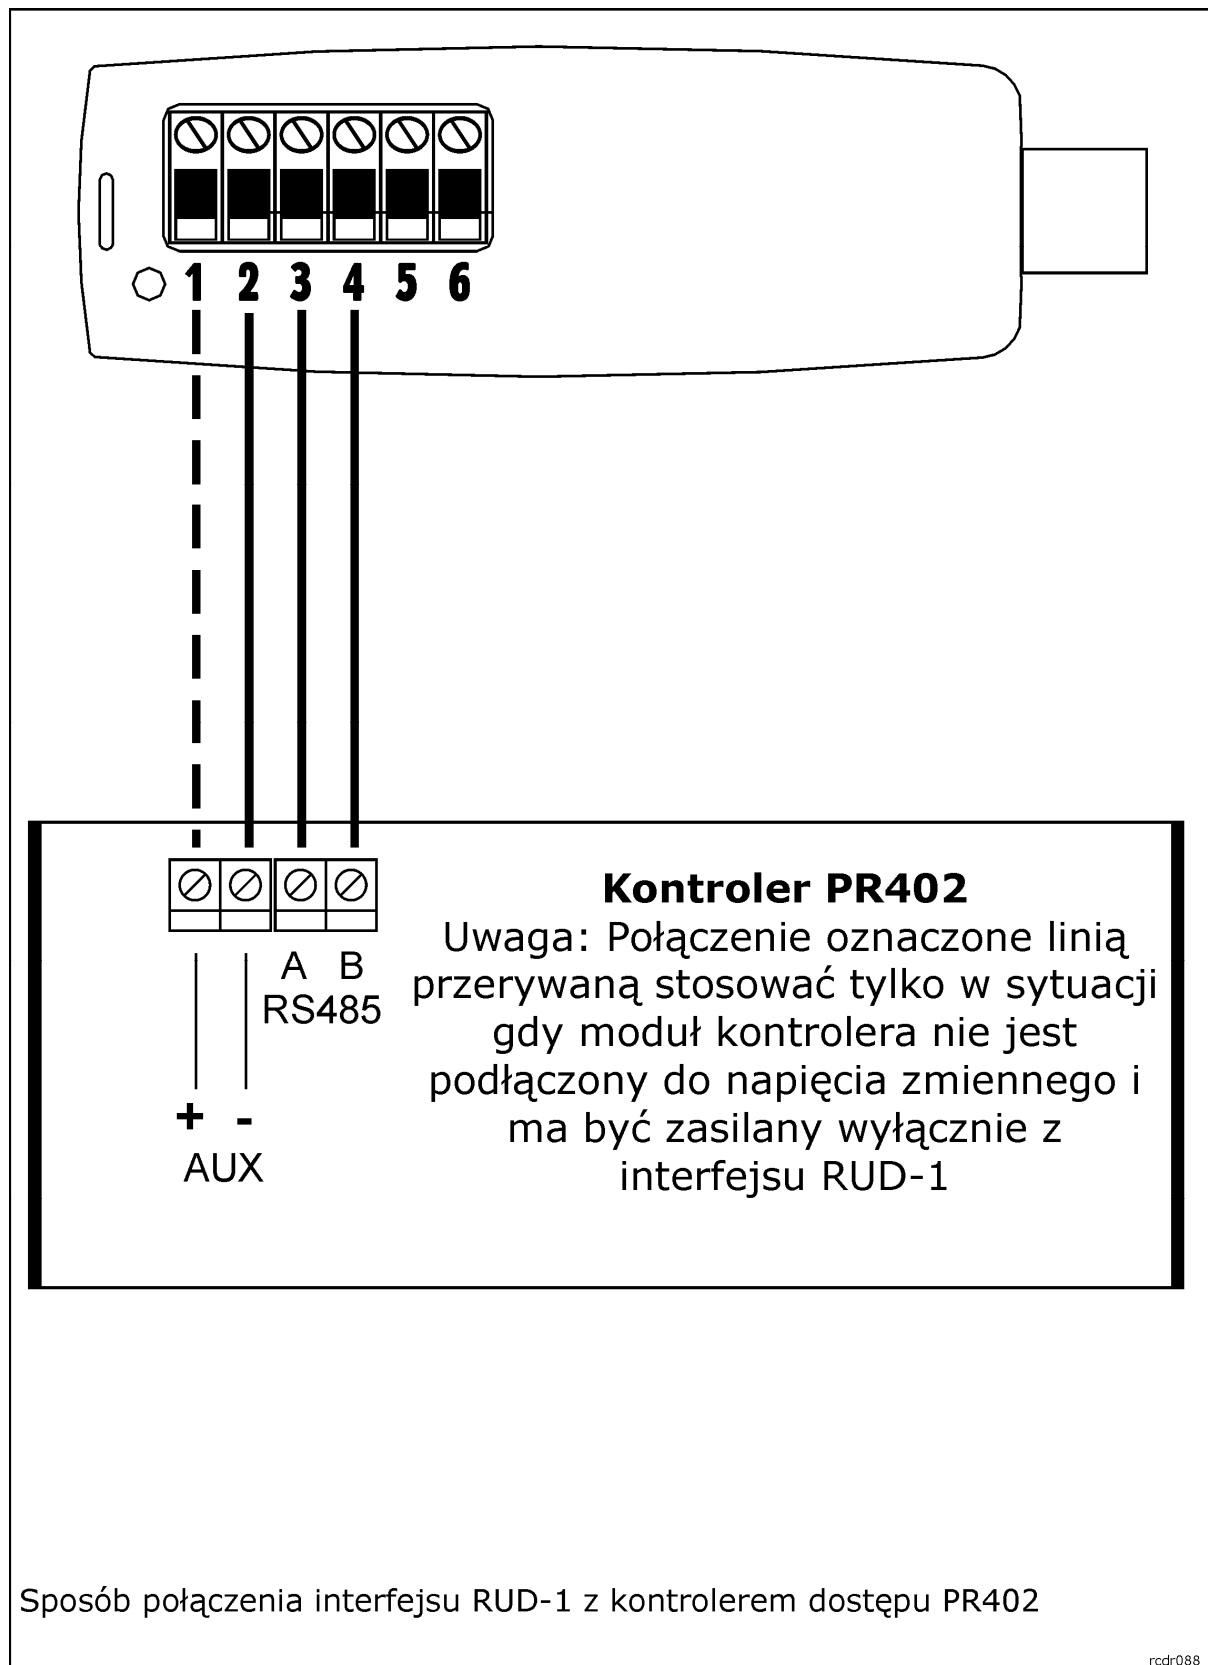 1 2 3 4 5 6
Kontroler PR402
Uwaga: Połączenie oznaczone linią
przerywaną stosować tylko w sytuacji
gdy moduł kontrolera nie jest
podłączony do napięcia zmiennego i
ma być zasilany wyłącznie z
interfejsu RUD-1
A B
RS485
+ -
AUX
Sposób połączenia interfejsu RUD-1 z kontrolerem dostępu PR402
rcdr088